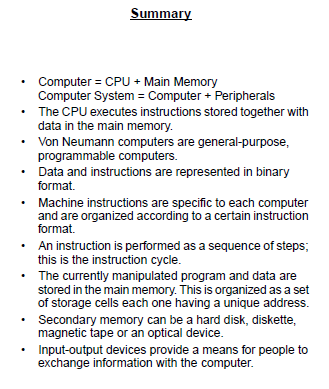 Summary
• Computer = CPU + Main Memory
Computer System = Computer + Peripherals
• The CPU executes instructions stored together with
data in the main memory.
• Von Neumann computers are general-purpose,
programmable computers.
• Data and instructions are represented in binary
format.
• Machine instructions are specific to each computer
and are organized according to a certain instruction
format.
• An instruction is performed as a sequence of steps;
this is the instruction cycle.
• The currently manipulated program and data are
stored in the main memory. This is organized as a set
of storage cells each one having a unique address.
• Secondary memory can be a hard disk, diskette,
magnetic tape or an optical device.
• Input-output devices provide a means for people to
exchange information with the computer.